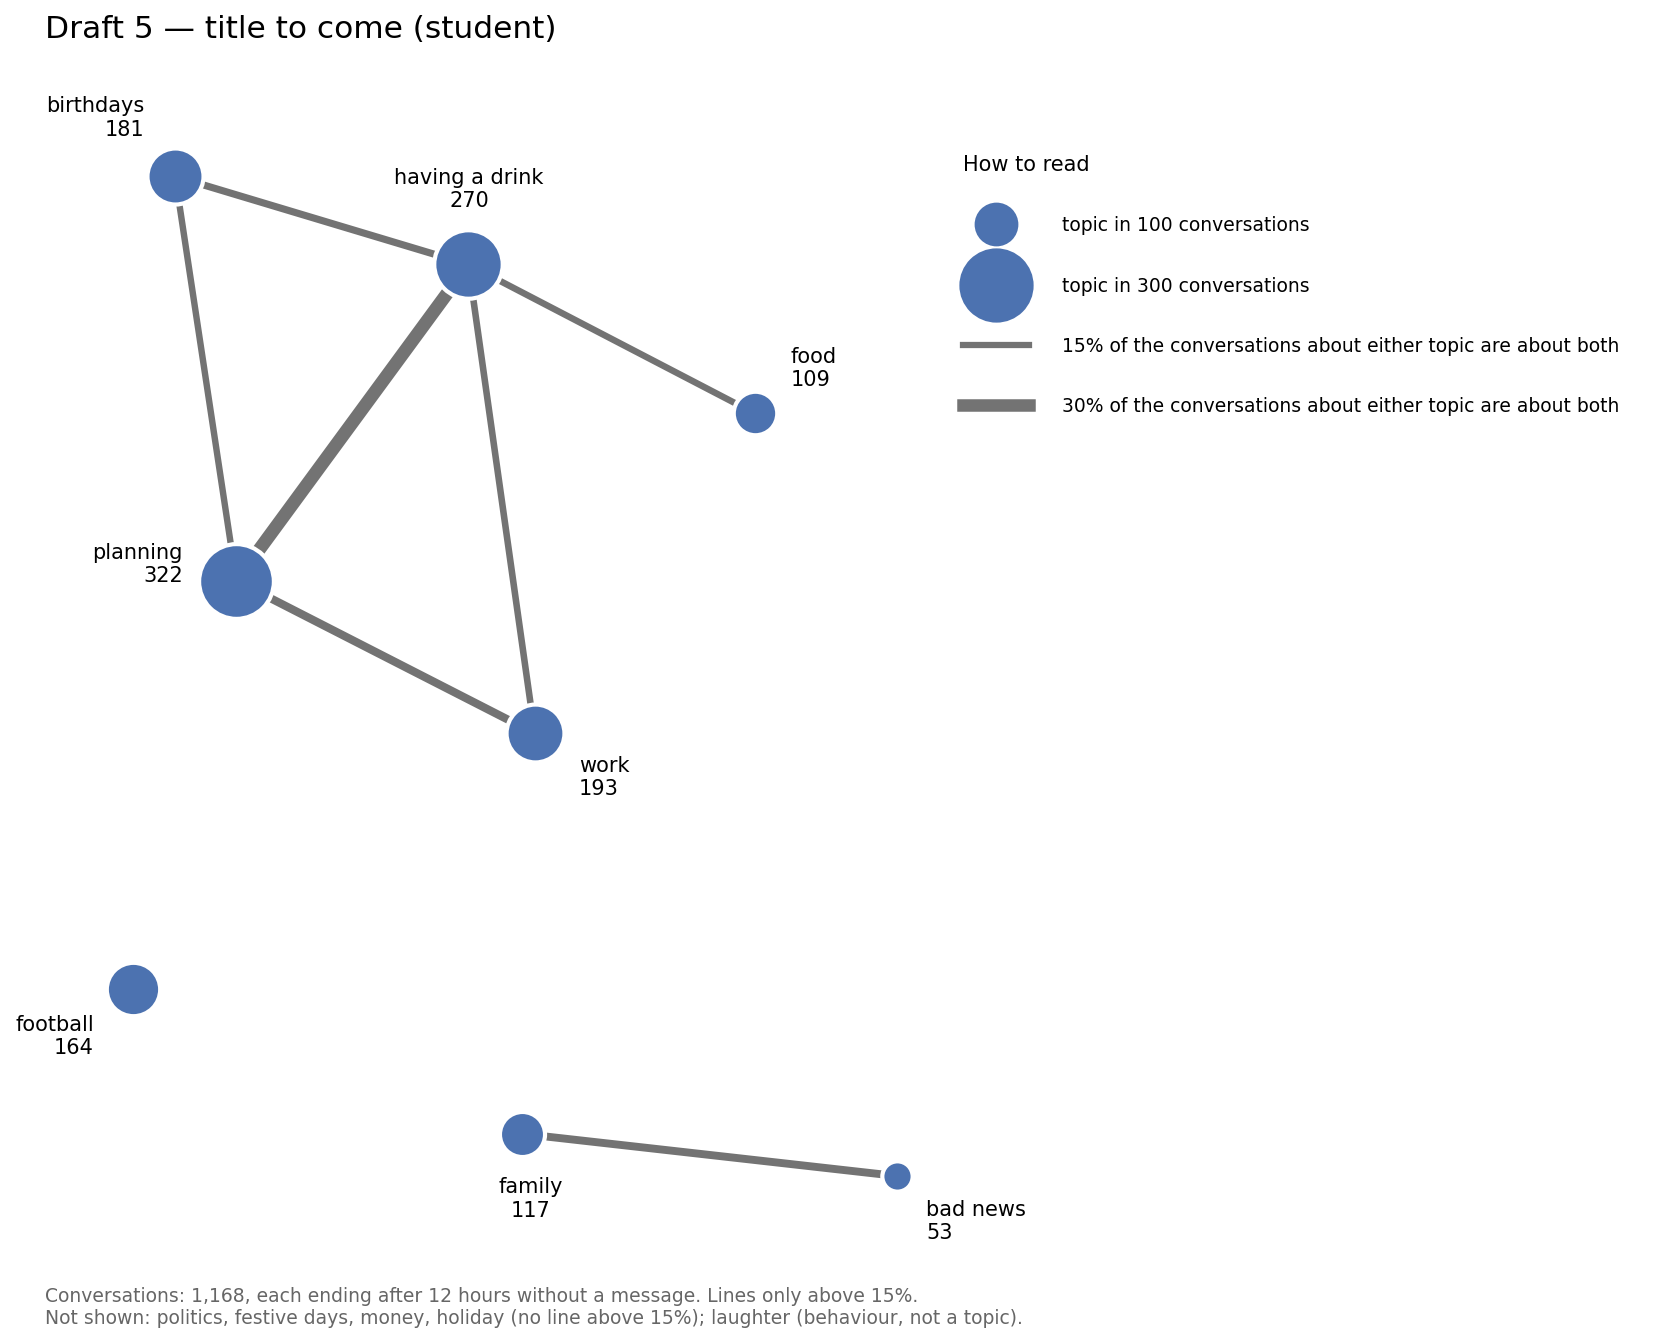 Draft 5 — title to come (student)
birthdays
181
having a drink
270
How to read
topic in 100 conversations
topic in 300 conversations
15% of the conversations about either topic are about both
30% of the conversations about either topic are about both
food
109
planning
322
work
193
football
164
family
117
bad news
53
Conversations: 1,168, each ending after 12 hours without a message. Lines only above 15%.
Not shown: politics, festive days, money, holiday (no line above 15%); laughter (behaviour, not a topic).